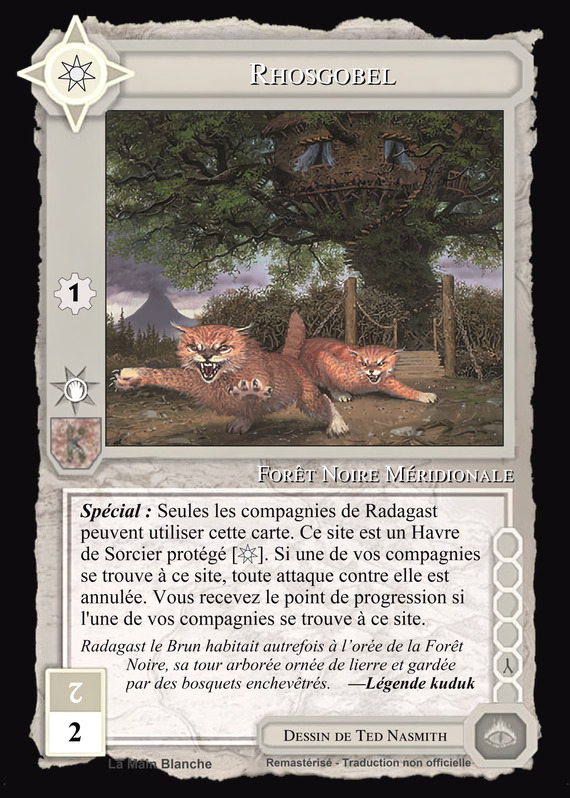 Rhosgobel
1
Forêt Noire Méridionale
Spécial : Seules les compagnies de Radagast
peuvent utiliser cette carte. Ce site est un Havre
de Sorcier protégé [ ]. Si une de vos compagnies
se trouve à ce site, toute attaque contre elle est
annulée. Vous recevez le point de progression si
l'une de vos compagnies se trouve à ce site.
Radagast le Brun habitait autrefois à l’orée de la Forêt
Noire, sa tour arborée ornée de lierre et gardée
par des bosquets enchevêtrés. —Légende kuduk
2
Dessin de Ted Nasmith
La Main Blanche
Remastérisé - Traduction non officielle